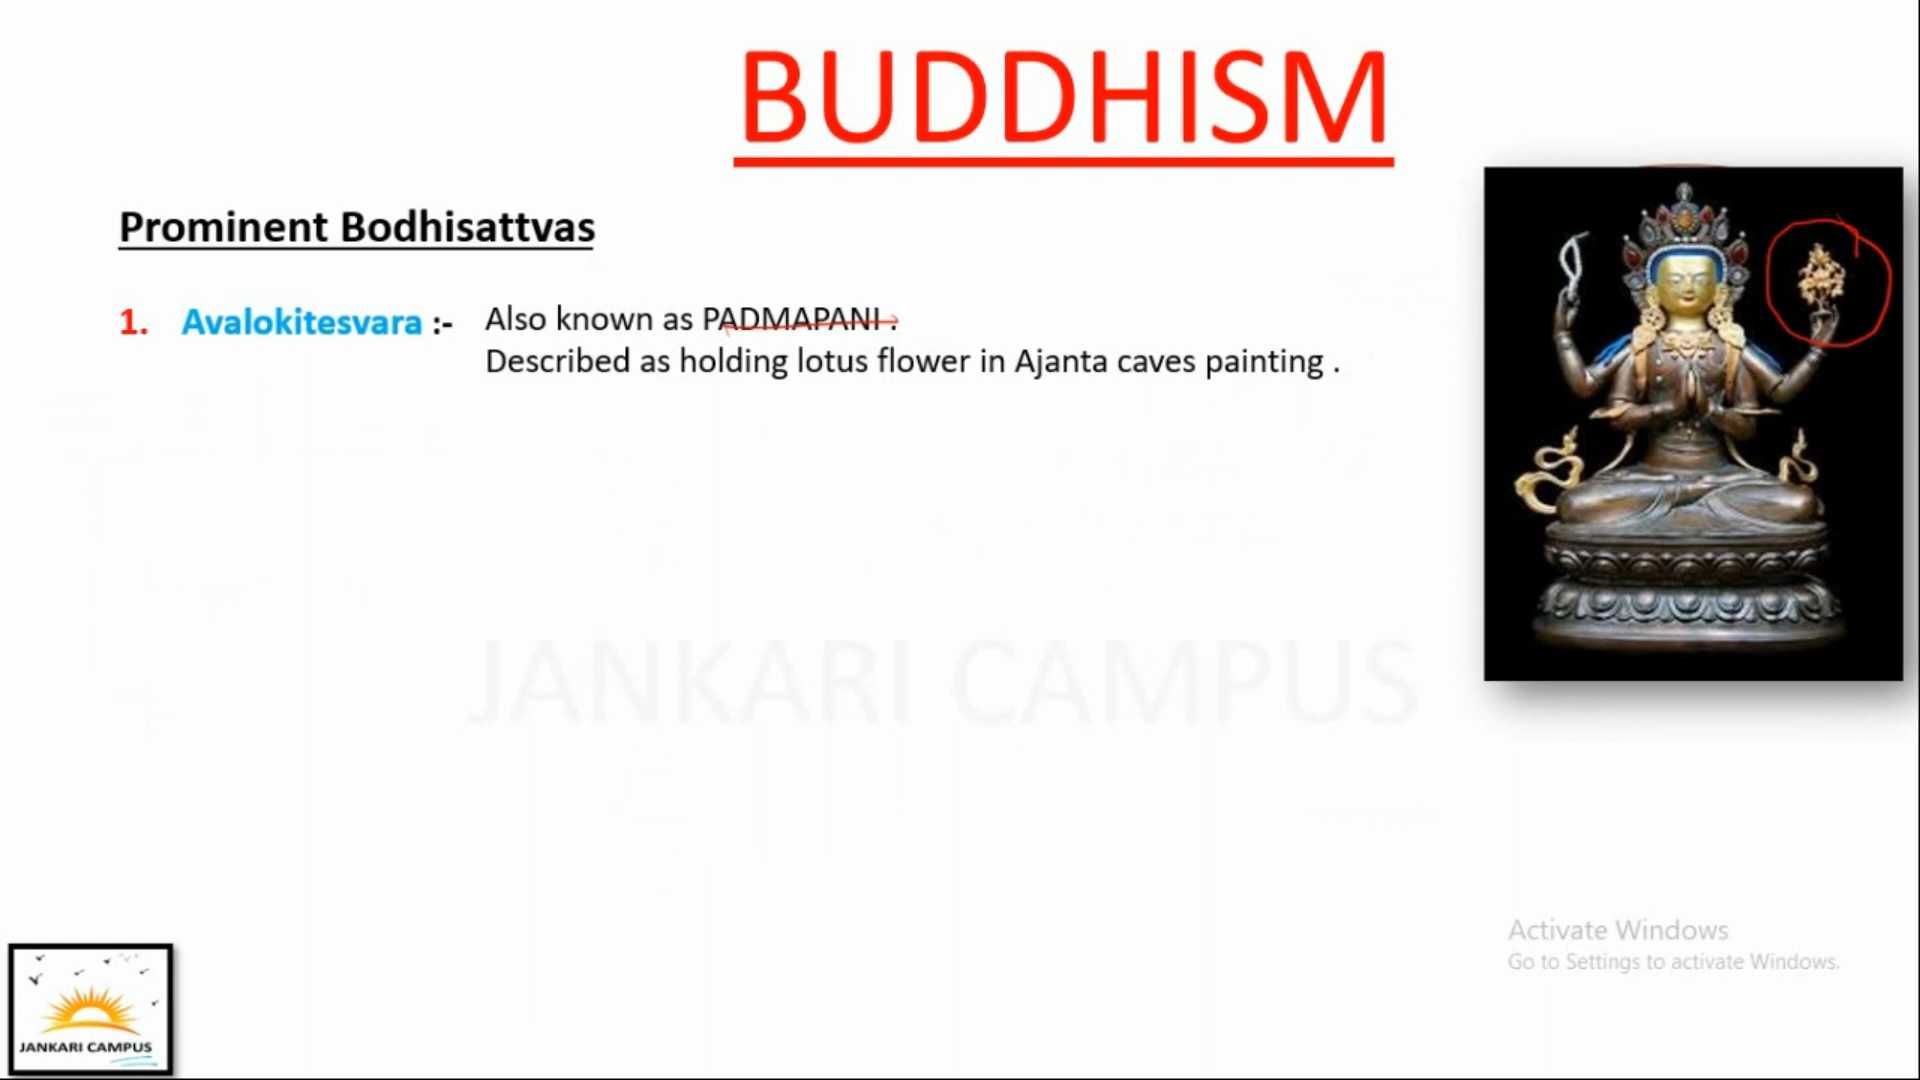 BUDDHISM
Prominent Bodhisattvas
1. Avalokitesvara :- Also known as PADMAPANI .
Described as holding lotus flower in Ajanta caves painting .
JANKARI CAMPUS
Activate Windows
Go to Settings to activate Windows.
JANKARI CAMPUS